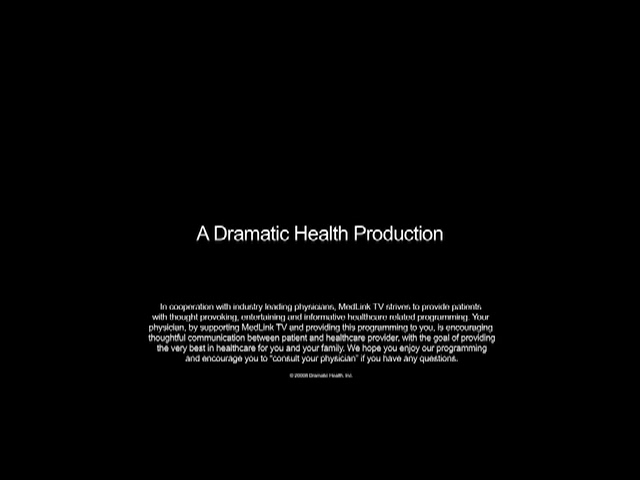 A Dramatic Health Production
In cooperation with industry leading physicians, MedLink TV strives to provide patients
with thought provoking, entertaining and informative healthcare related programming. Your
physician, by supporting MedLink TV and providing this programming to you, is encouraging
thoughtful communication between patient and healthcare provider, with the goal of providing
the very best in healthcare for you and your family. We hope you enjoy our programming
and encourage you to "consult your physician" if you have any questions.
© Dramatic Health, Inc.